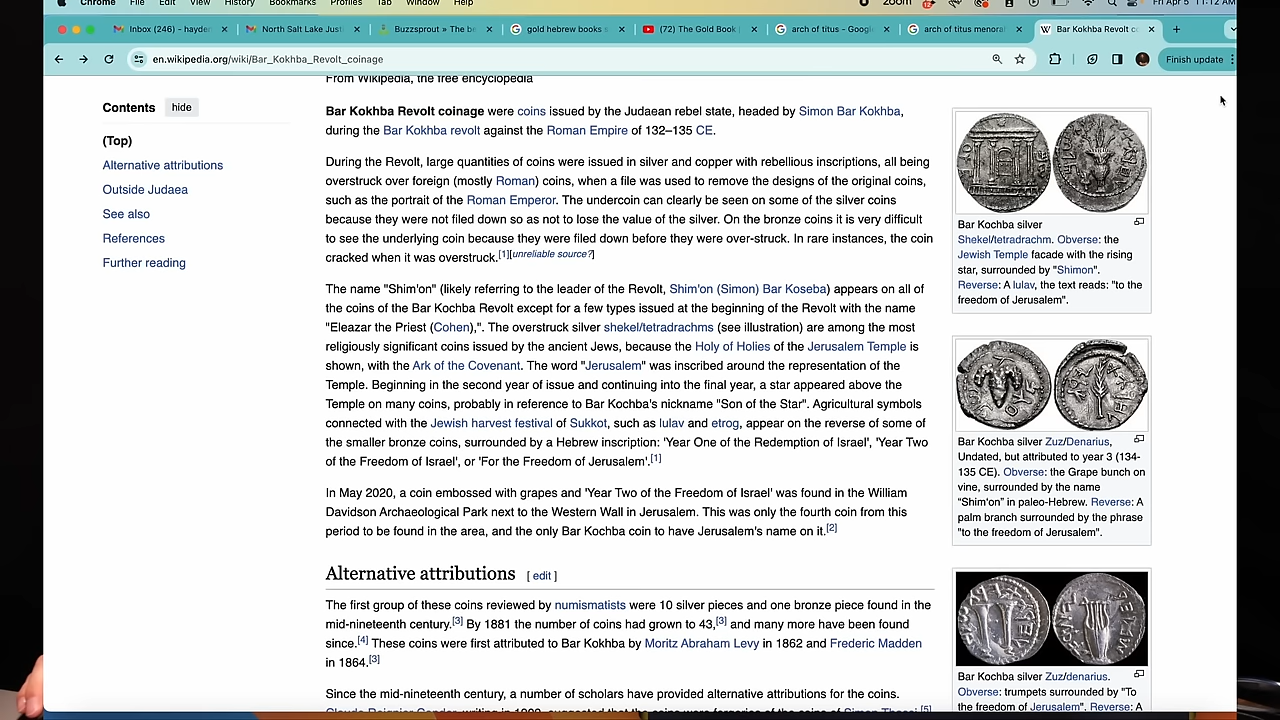 Chrome File Edit View History Bookmarks Profiles Tab Window Help zoom 12 Fri Apr 5 11:12 AM
Inbox (246) - hayde North Salt Lake Just Buzzsprout » The b gold hebrew books s (72) The Gold Book arch of titus - Googl arch of titus menora Bar Kokhba Revolt co
en.wikipedia.org/wiki/Bar_Kokhba_Revolt_coinage Finish update
From Wikipedia, the free encyclopedia
Contents hide
(Top)
Alternative attributions
Outside Judaea
See also
References
Further reading
Bar Kokhba Revolt coinage were coins issued by the Judaean rebel state, headed by Simon Bar Kokhba,
during the Bar Kokhba revolt against the Roman Empire of 132–135 CE.
During the Revolt, large quantities of coins were issued in silver and copper with rebellious inscriptions, all being
overstruck over foreign (mostly Roman) coins, when a file was used to remove the designs of the original coins,
such as the portrait of the Roman Emperor. The undercoin can clearly be seen on some of the silver coins
because they were not filed down so as not to lose the value of the silver. On the bronze coins it is very difficult
to see the underlying coin because they were filed down before they were over-struck. In rare instances, the coin
cracked when it was overstruck.[1][unreliable source?]
The name "Shim'on" (likely referring to the leader of the Revolt, Shim'on (Simon) Bar Koseba) appears on all of
the coins of the Bar Kochba Revolt except for a few types issued at the beginning of the Revolt with the name
"Eleazar the Priest (Cohen),". The overstruck silver shekel/tetradrachms (see illustration) are among the most
religiously significant coins issued by the ancient Jews, because the Holy of Holies of the Jerusalem Temple is
shown, with the Ark of the Covenant. The word "Jerusalem" was inscribed around the representation of the
Temple. Beginning in the second year of issue and continuing into the final year, a star appeared above the
Temple on many coins, probably in reference to Bar Kochba's nickname "Son of the Star". Agricultural symbols
connected with the Jewish harvest festival of Sukkot, such as lulav and etrog, appear on the reverse of some of
the smaller bronze coins, surrounded by a Hebrew inscription: 'Year One of the Redemption of Israel', 'Year Two
of the Freedom of Israel', or 'For the Freedom of Jerusalem'.[1]
In May 2020, a coin embossed with grapes and 'Year Two of the Freedom of Israel' was found in the William
Davidson Archaeological Park next to the Western Wall in Jerusalem. This was only the fourth coin from this
period to be found in the area, and the only Bar Kochba coin to have Jerusalem's name on it.[2]
Alternative attributions [ edit ]
The first group of these coins reviewed by numismatists were 10 silver pieces and one bronze piece found in the
mid-nineteenth century.[3] By 1881 the number of coins had grown to 43,[3] and many more have been found
since.[4] These coins were first attributed to Bar Kokhba by Moritz Abraham Levy in 1862 and Frederic Madden
in 1864.[3]
Since the mid-nineteenth century, a number of scholars have provided alternative attributions for the coins.
Bar Kochba silver
Shekel/tetradrachm. Obverse: the
Jewish Temple facade with the rising
star, surrounded by "Shimon".
Reverse: A lulav, the text reads: "to the
freedom of Jerusalem".
Bar Kochba silver Zuz/Denarius,
Undated, but attributed to year 3 (134-
135 CE). Obverse: the Grape bunch on
vine, surrounded by the name
"Shim'on" in paleo-Hebrew. Reverse: A
palm branch surrounded by the phrase
"to the freedom of Jerusalem".
Bar Kochba silver Zuz/denarius.
Obverse: trumpets surrounded by "To
the freedom of Jerusalem". Reverse: A